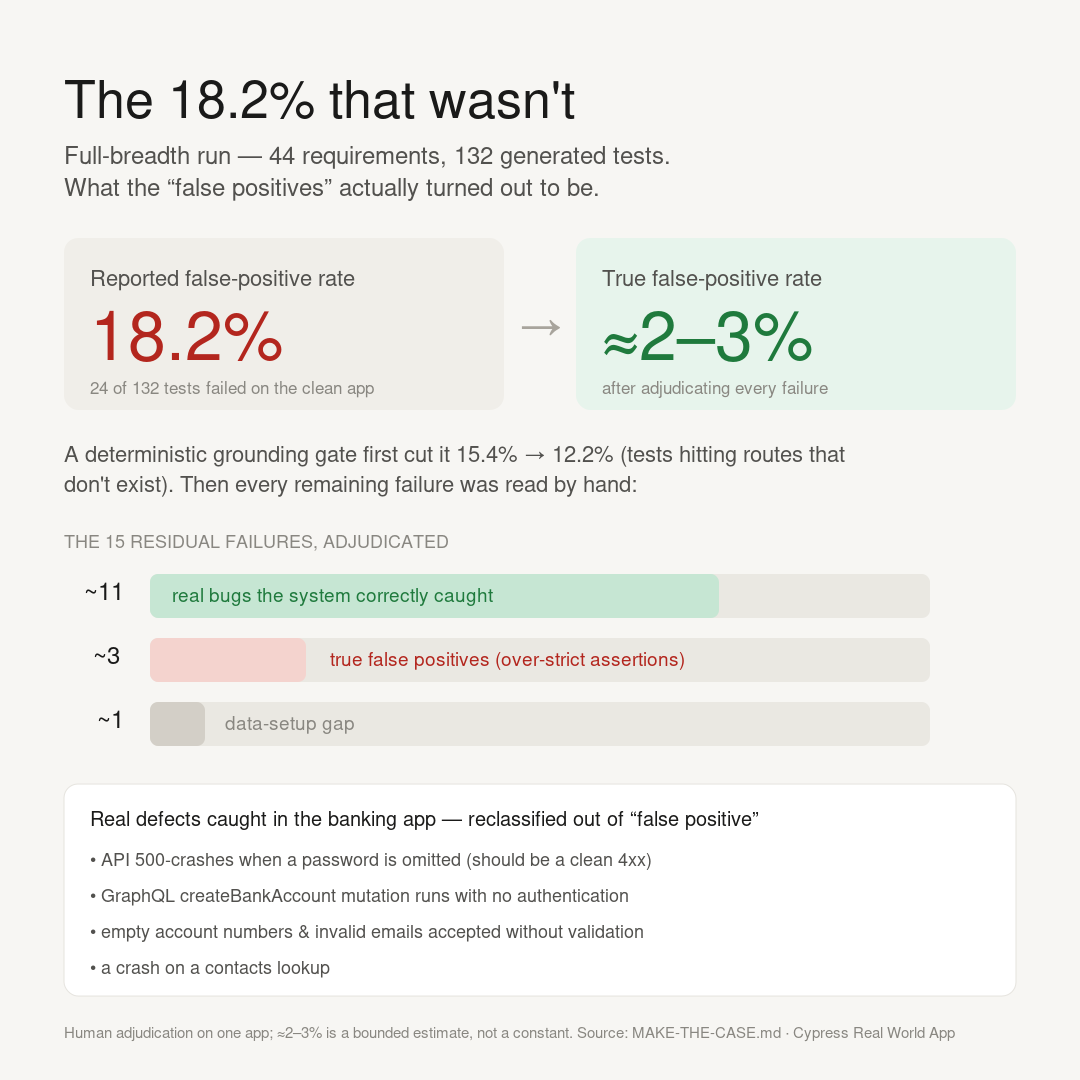 The 18.2% that wasn't
Full-breadth run — 44 requirements, 132 generated tests.
What the “false positives” actually turned out to be.
Reported false-positive rate
18.2%
24 of 132 tests failed on the clean app
→
True false-positive rate
≈2–3%
after adjudicating every failure
A deterministic grounding gate first cut it 15.4% → 12.2% (tests hitting routes that
don't exist). Then every remaining failure was read by hand:
THE 15 RESIDUAL FAILURES, ADJUDICATED
~11 real bugs the system correctly caught
~3 true false positives (over-strict assertions)
~1 data-setup gap
Real defects caught in the banking app — reclassified out of “false positive”
• API 500-crashes when a password is omitted (should be a clean 4xx)
• GraphQL createBankAccount mutation runs with no authentication
• empty account numbers & invalid emails accepted without validation
• a crash on a contacts lookup
Human adjudication on one app; ≈2–3% is a bounded estimate, not a constant. Source: MAKE-THE-CASE.md · Cypress Real World App